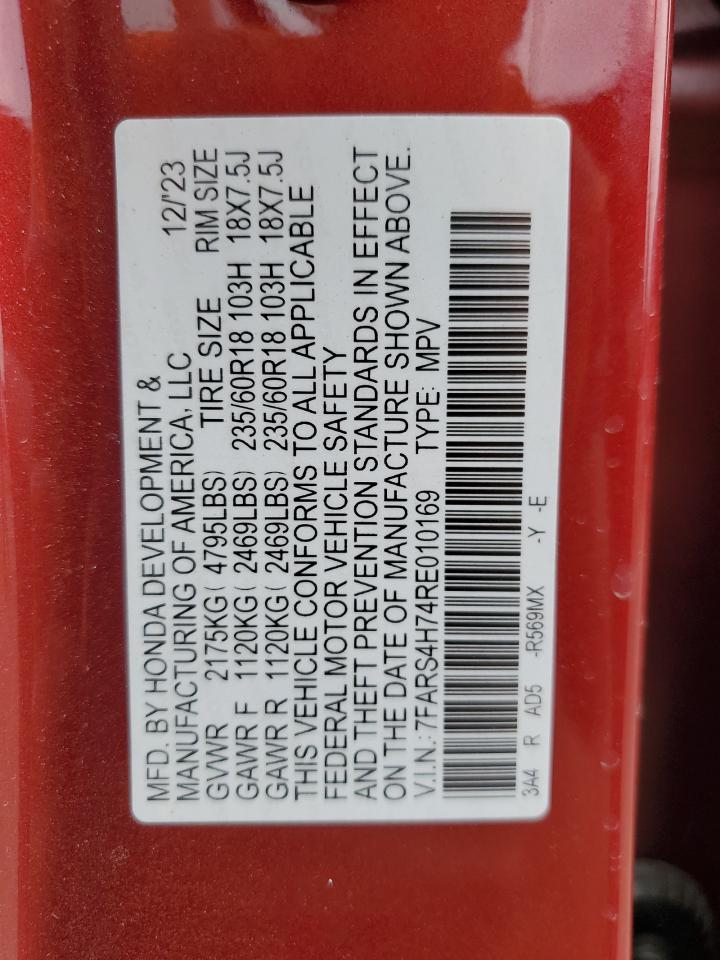 MFD. BY HONDA DEVELOPMENT &
MANUFACTURING OF AMERICA, LLC 12/'23
GVWR 2175KG( 4795LBS) TIRE SIZE RIM SIZE
GAWR F 1120KG( 2469LBS) 235/60R18 103H 18X7.5J
GAWR R 1120KG( 2469LBS) 235/60R18 103H 18X7.5J
THIS VEHICLE CONFORMS TO ALL APPLICABLE
FEDERAL MOTOR VEHICLE SAFETY
AND THEFT PREVENTION STANDARDS IN EFFECT
ON THE DATE OF MANUFACTURE SHOWN ABOVE.
V.I.N.: 7FARS4H74RE010169 TYPE: MPV
3A4 R AD5 -R569MX -Y -E